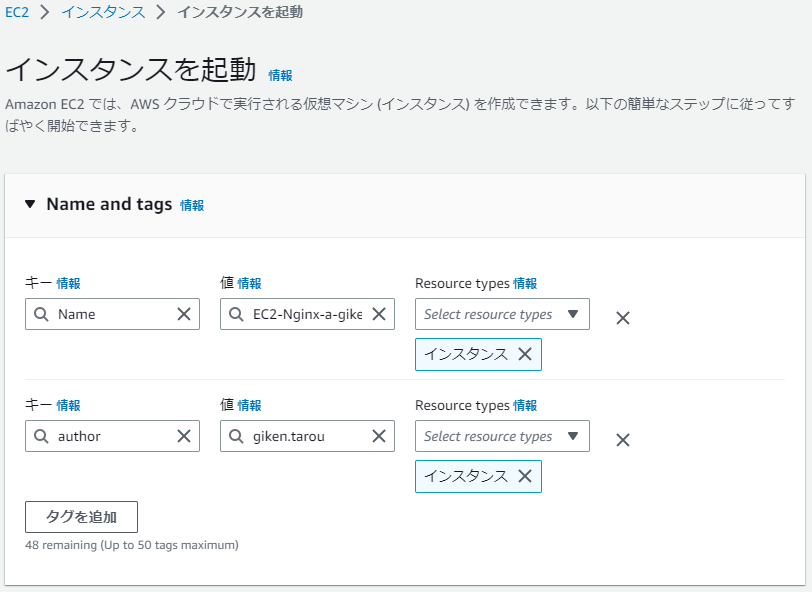 EC2 > インスタンス > インスタンスを起動
インスタンスを起動 情報
Amazon EC2 では、AWS クラウドで実行される仮想マシン (インスタンス) を作成できます。以下の簡単なステップに従ってす
ばやく開始できます。
▼ Name and tags 情報
キー 情報 値 情報 Resource types 情報
Name EC2-Nginx-a-gike Select resource types
インスタンス
キー 情報 値 情報 Resource types 情報
author giken.tarou Select resource types
インスタンス
タグを追加
48 remaining (Up to 50 tags maximum)